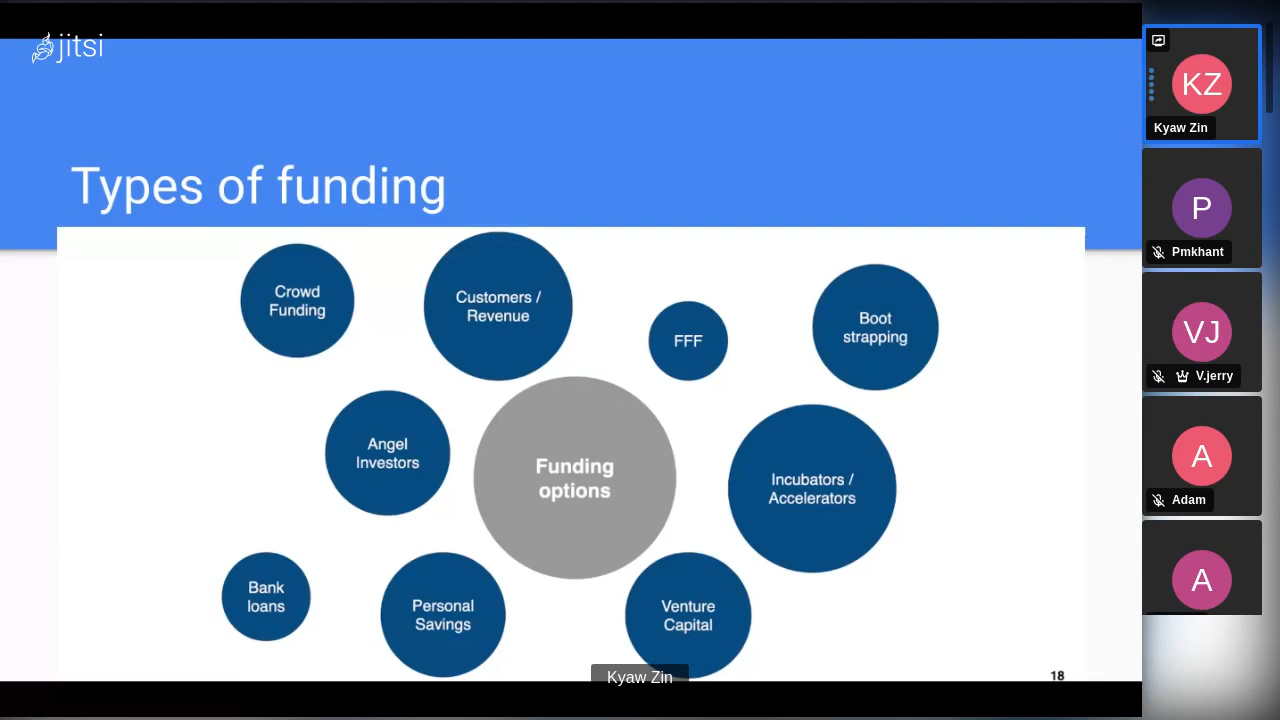 jitsi
Types of funding
Crowd
Funding
Customers /
Revenue
FFF
Boot
strapping
Angel
Investors
Funding
options
Incubators /
Accelerators
Bank
loans
Personal
Savings
Venture
Capital
18
Kyaw Zin
KZ
Kyaw Zin
P
Pmkhant
VJ
V.jerry
A
Adam
A